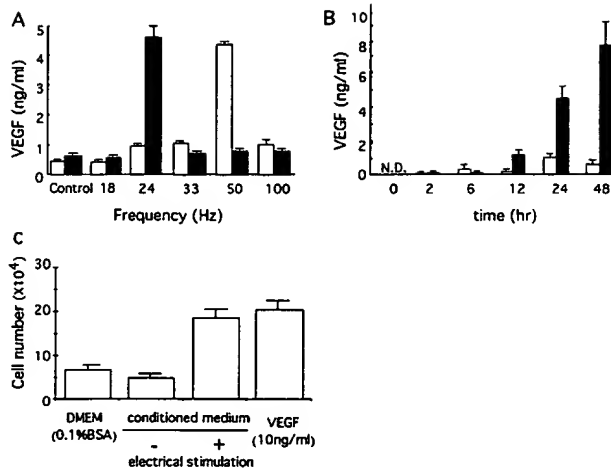 A
VEGF (ng/ml)
5
4
3
2
1
0
Control 18 24 33 50 100
Frequency (Hz)
B
VEGF (ng/ml)
10
8
6
4
2
0
N.D.
0 2 6 12 24 48
time (hr)
C
Cell number (x10⁴)
30
20
10
0
DMEM
(0.1%BSA)
conditioned medium
- +
electrical stimulation
VEGF
(10ng/ml)